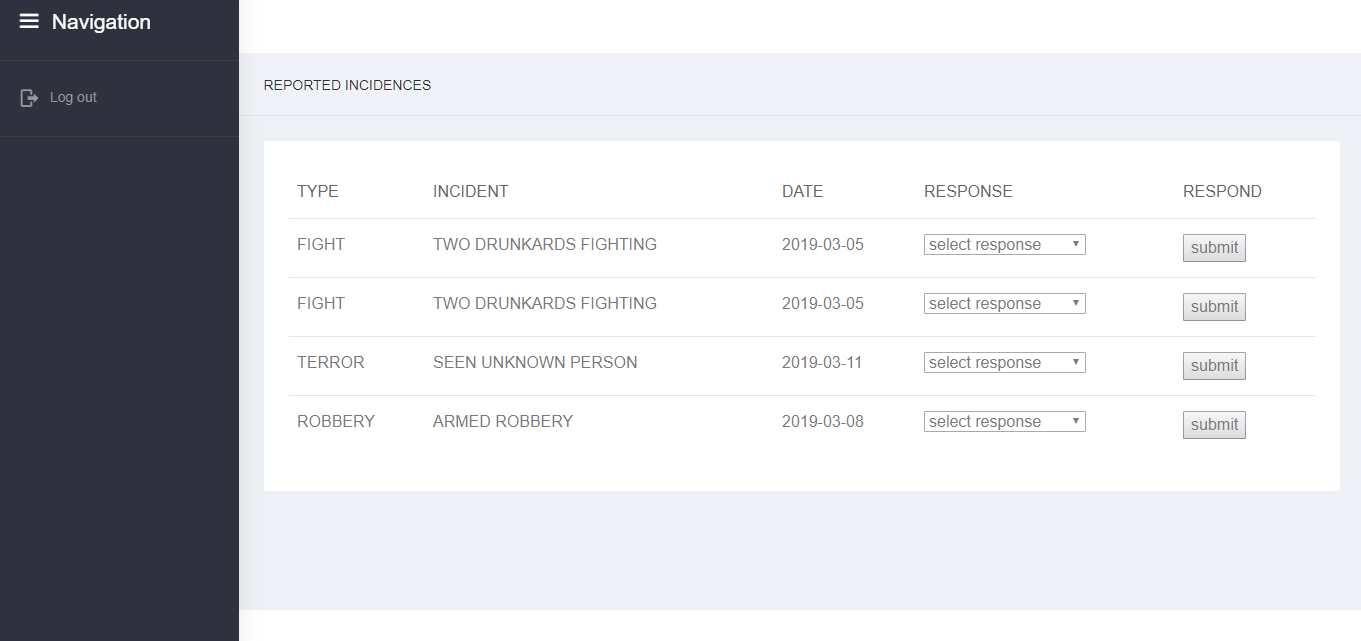 Navigation
Log out
REPORTED INCIDENCES
TYPE INCIDENT DATE RESPONSE RESPOND
FIGHT TWO DRUNKARDS FIGHTING 2019-03-05 select response submit
FIGHT TWO DRUNKARDS FIGHTING 2019-03-05 select response submit
TERROR SEEN UNKNOWN PERSON 2019-03-11 select response submit
ROBBERY ARMED ROBBERY 2019-03-08 select response submit